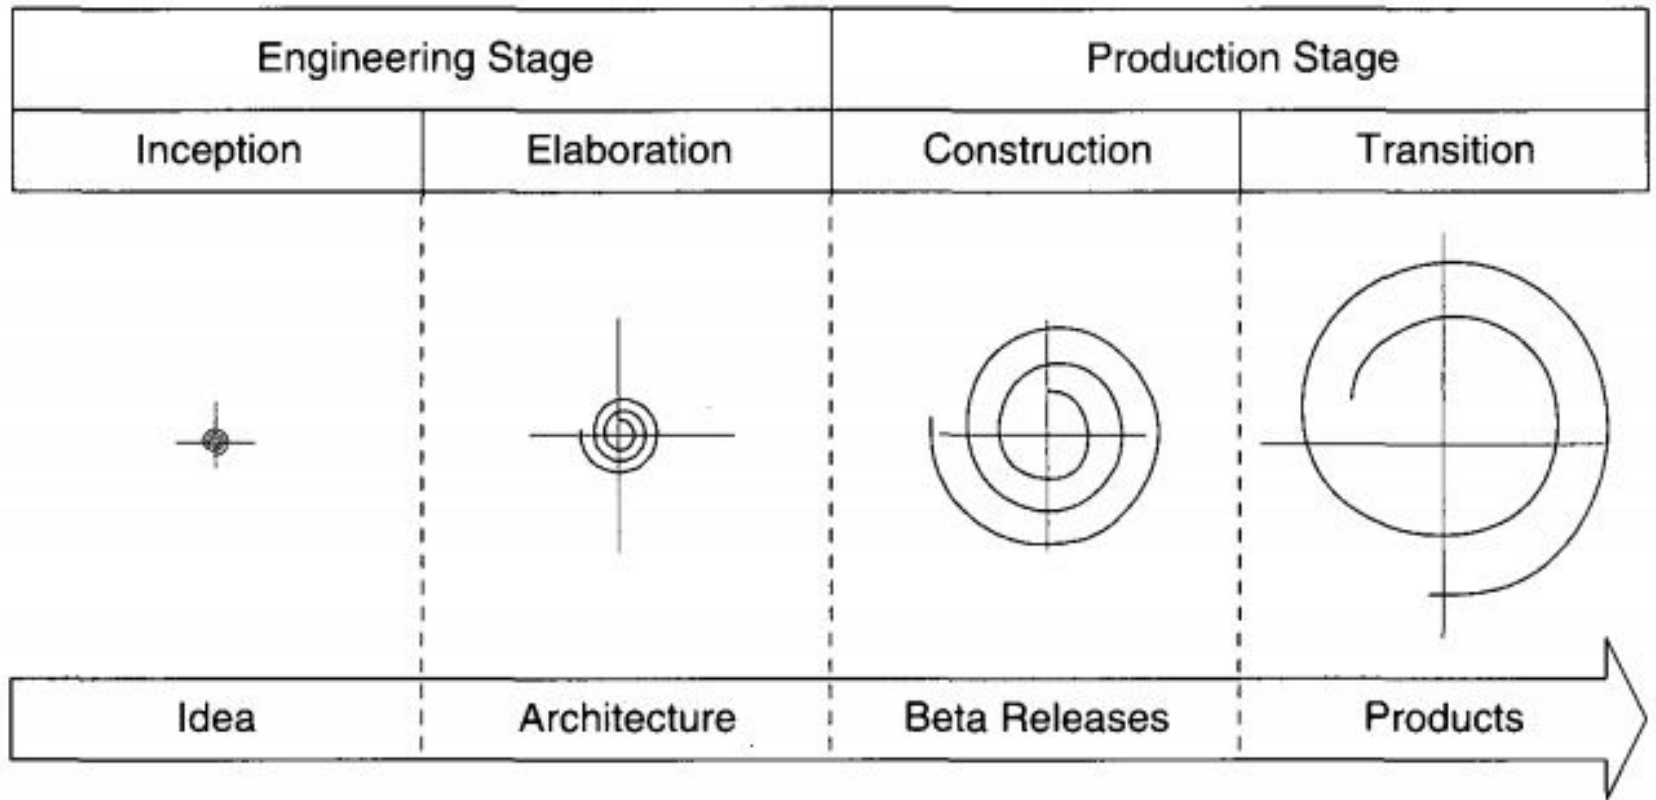 Engineering Stage Production Stage
Inception Elaboration Construction Transition
Idea Architecture Beta Releases Products